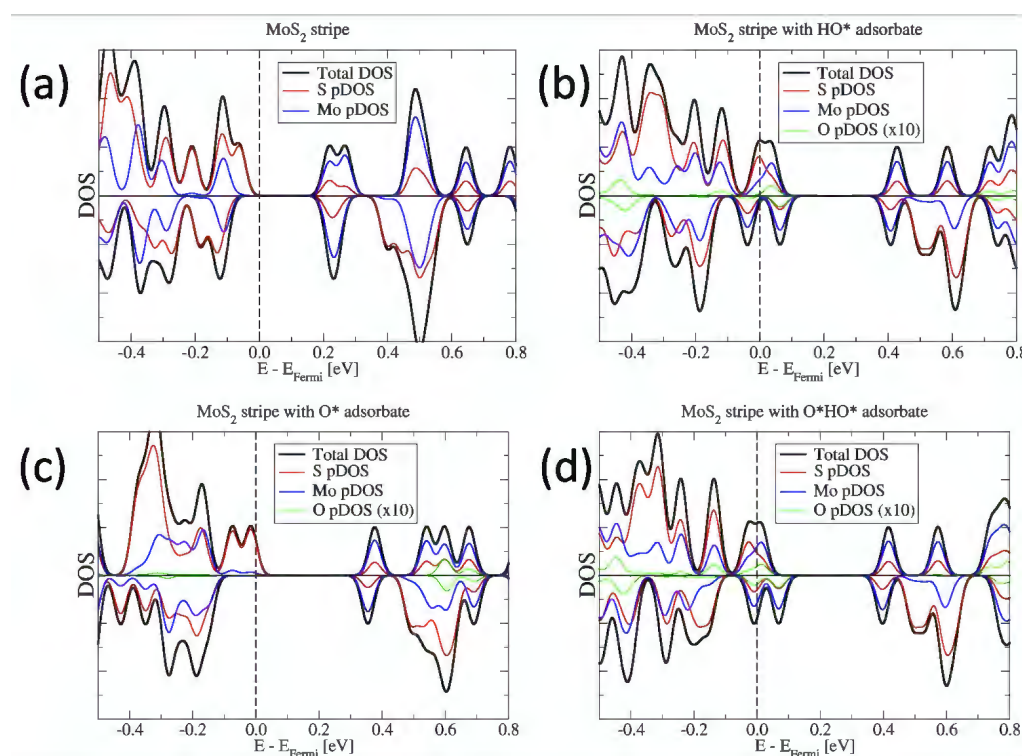 MoS2 stripe
(a)
Total DOS
S pDOS
Mo pDOS
DOS
-0.4 -0.2 0.0 0.2 0.4 0.6 0.8
E - EFermi [eV]
MoS2 stripe with HO* adsorbate
(b)
Total DOS
S pDOS
Mo pDOS
O pDOS (x10)
DOS
-0.4 -0.2 0.0 0.2 0.4 0.6 0.8
E - EFermi [eV]
MoS2 stripe with O* adsorbate
(c)
Total DOS
S pDOS
Mo pDOS
O pDOS (x10)
DOS
-0.4 -0.2 0.0 0.2 0.4 0.6 0.8
E - EFermi [eV]
MoS2 stripe with O*HO* adsorbate
(d)
Total DOS
S pDOS
Mo pDOS
O pDOS (x10)
DOS
-0.4 -0.2 0.0 0.2 0.4 0.6 0.8
E - EFermi [eV]